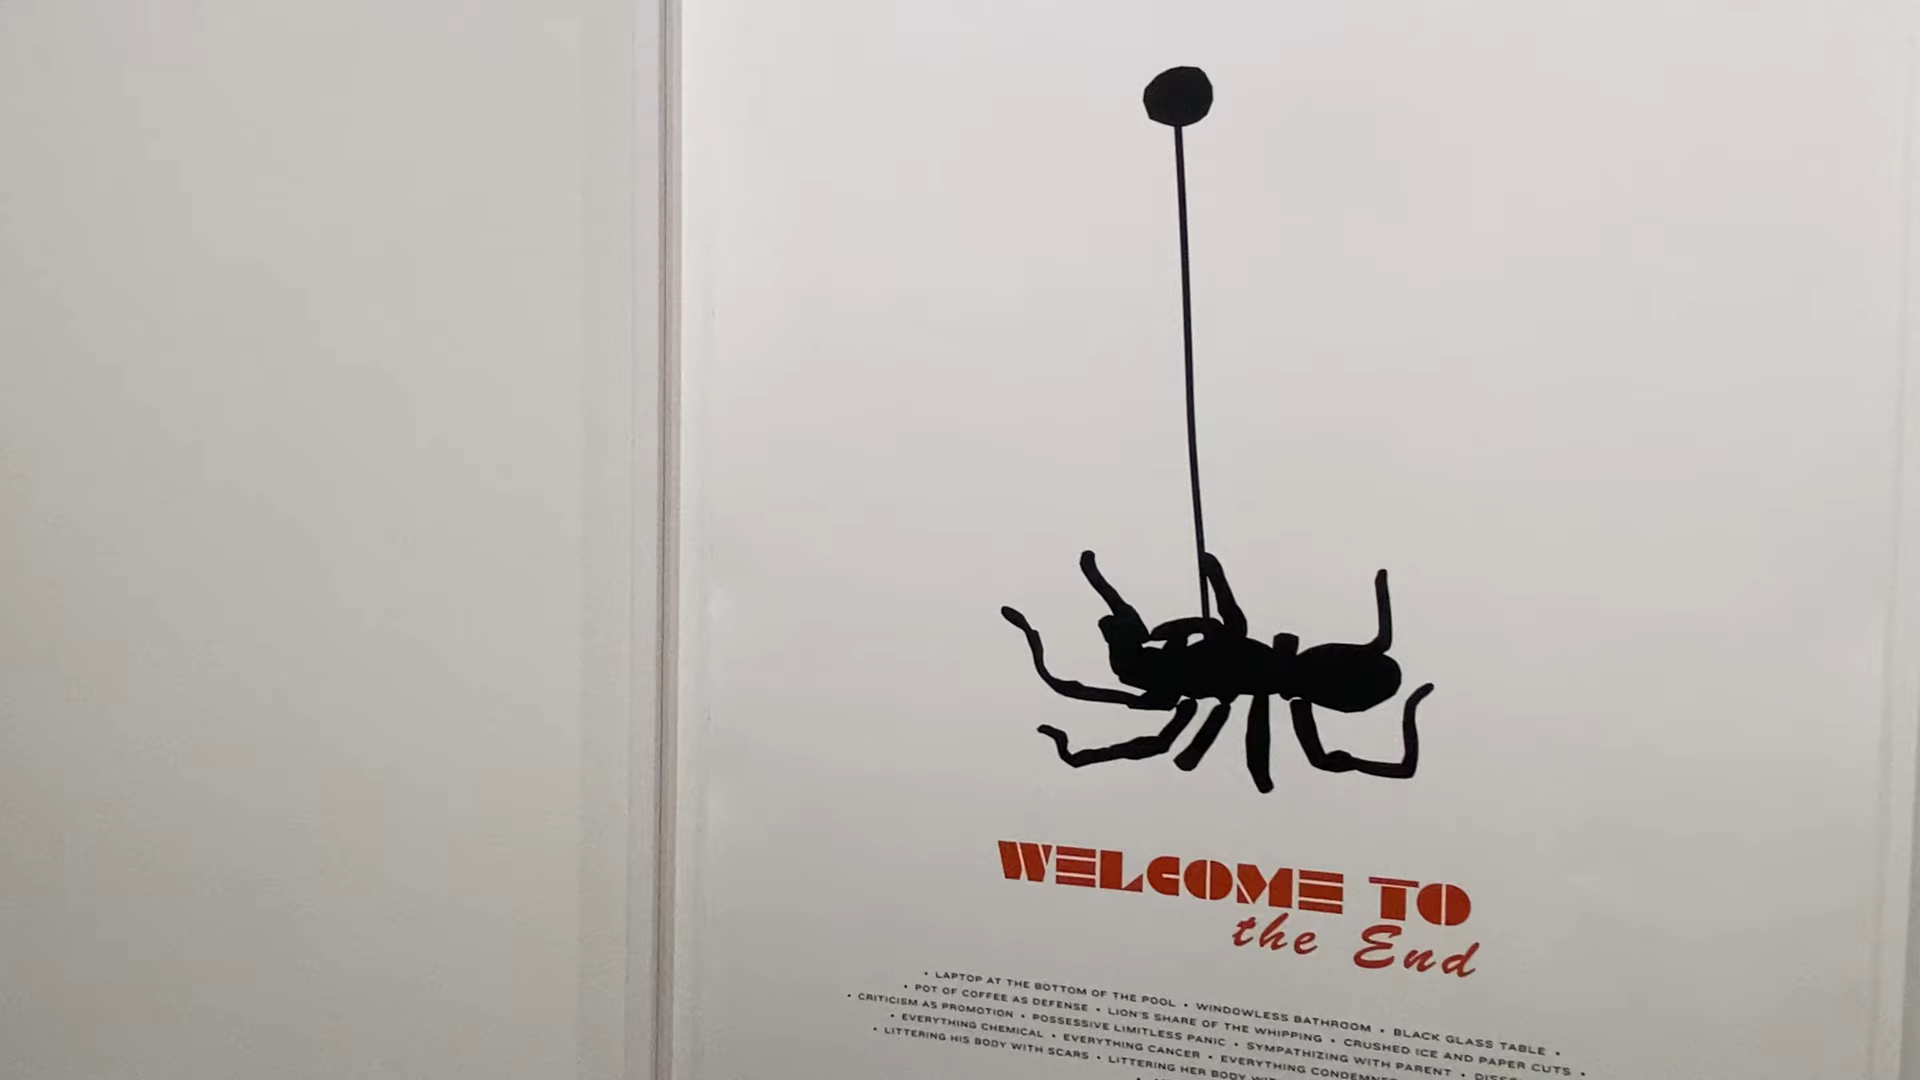 WELCOME TO
the End
• LAPTOP AT THE BOTTOM OF THE POOL • WINDOWLESS BATHROOM • BLACK GLASS TABLE •
• POT OF COFFEE AS DEFENSE • LION'S SHARE OF THE WHIPPING • CRUSHED ICE AND PAPER CUTS •
• CRITICISM AS PROMOTION • POSSESSIVE LIMITLESS PANIC • SYMPATHIZING WITH PARENT •
• EVERYTHING CHEMICAL • EVERYTHING CANCER • EVERYTHING
• LITTERING HIS BODY WITH SCARS • LITTERING HER BODY